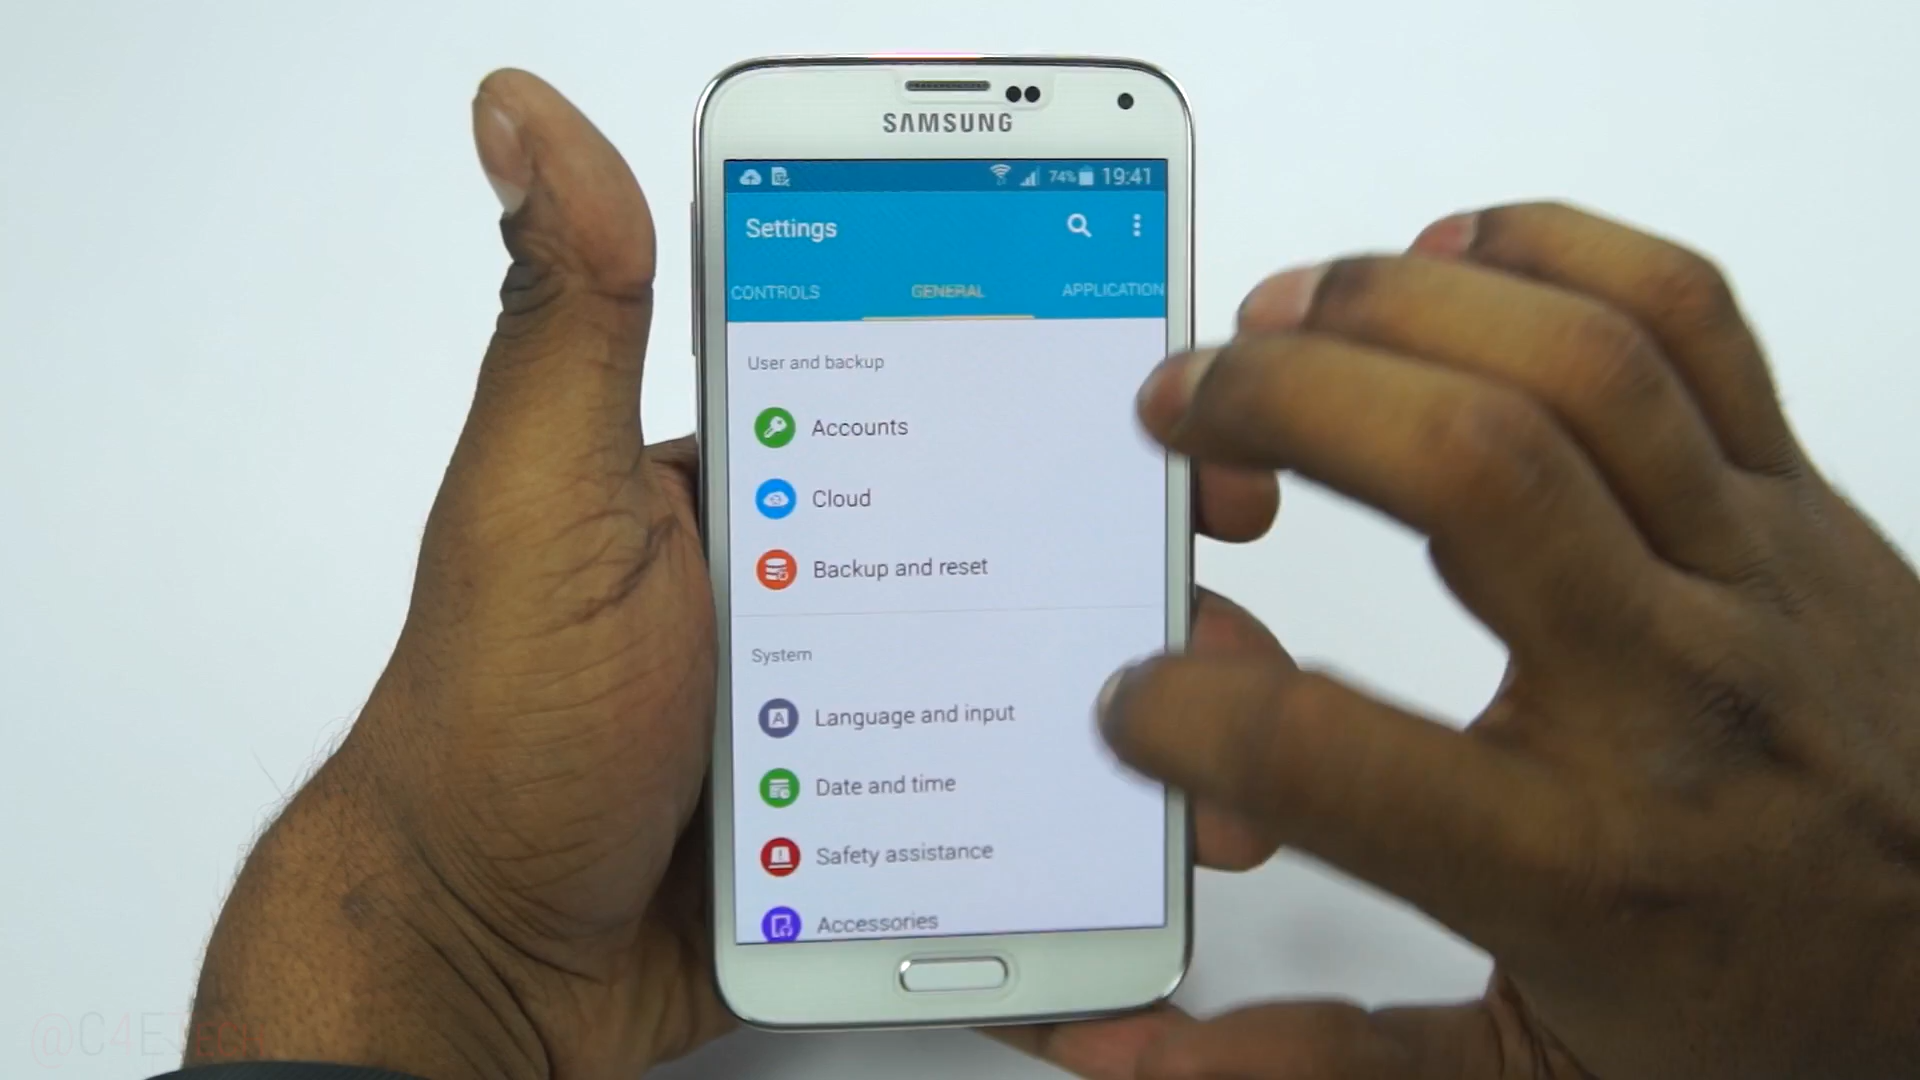 SAMSUNG
74% 19:41
Settings
CONTROLS GENERAL APPLICATION
User and backup
Accounts
Cloud
Backup and reset
System
A Language and input
Date and time
Safety assistance
Accessories
@C4ETech